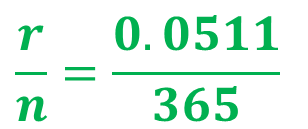 r/n = 0.0511/365